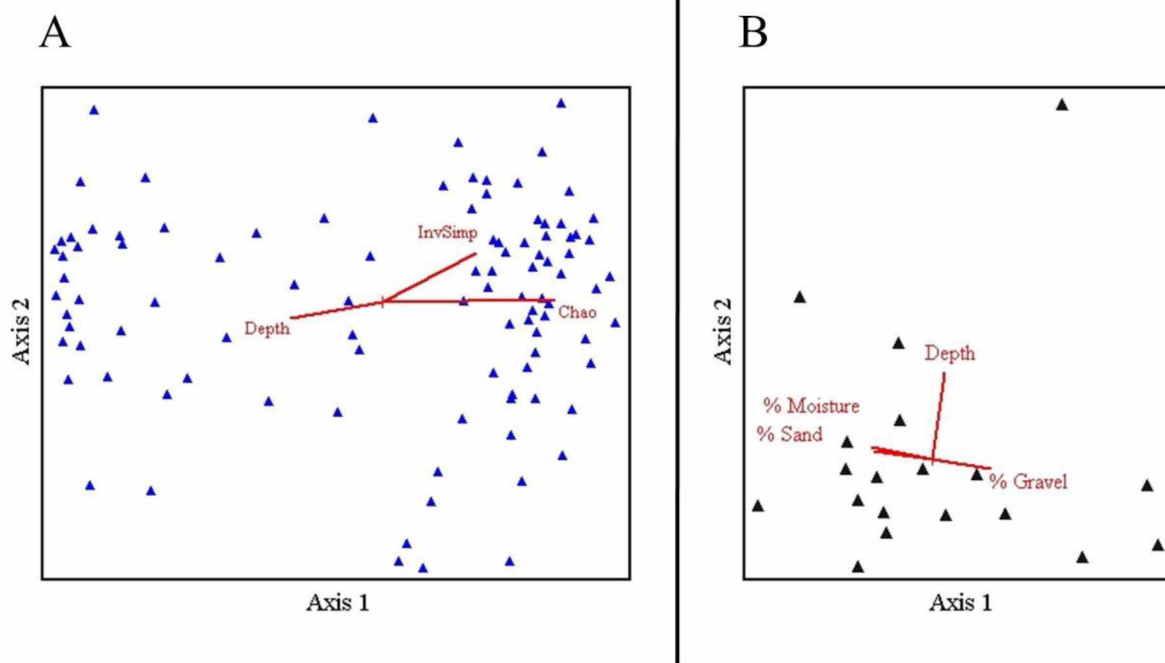 A
B
InvSimp
Depth
Chao
Axis 2
Axis 1
Depth
% Moisture
% Sand
% Gravel
Axis 2
Axis 1